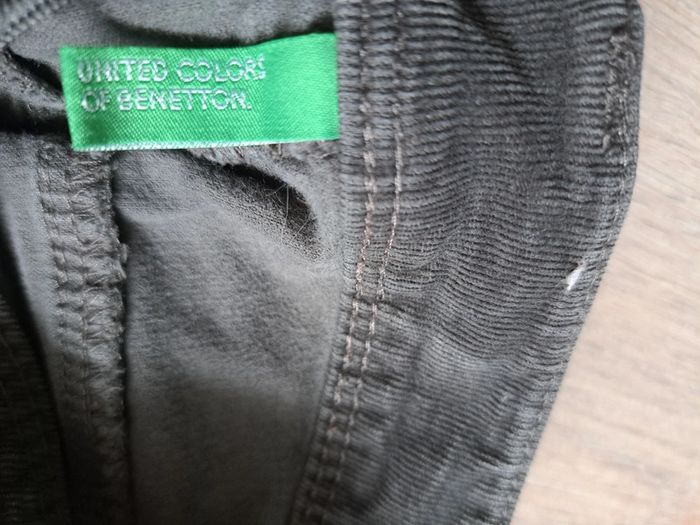 UNITED COLORS
OF BENETTON.